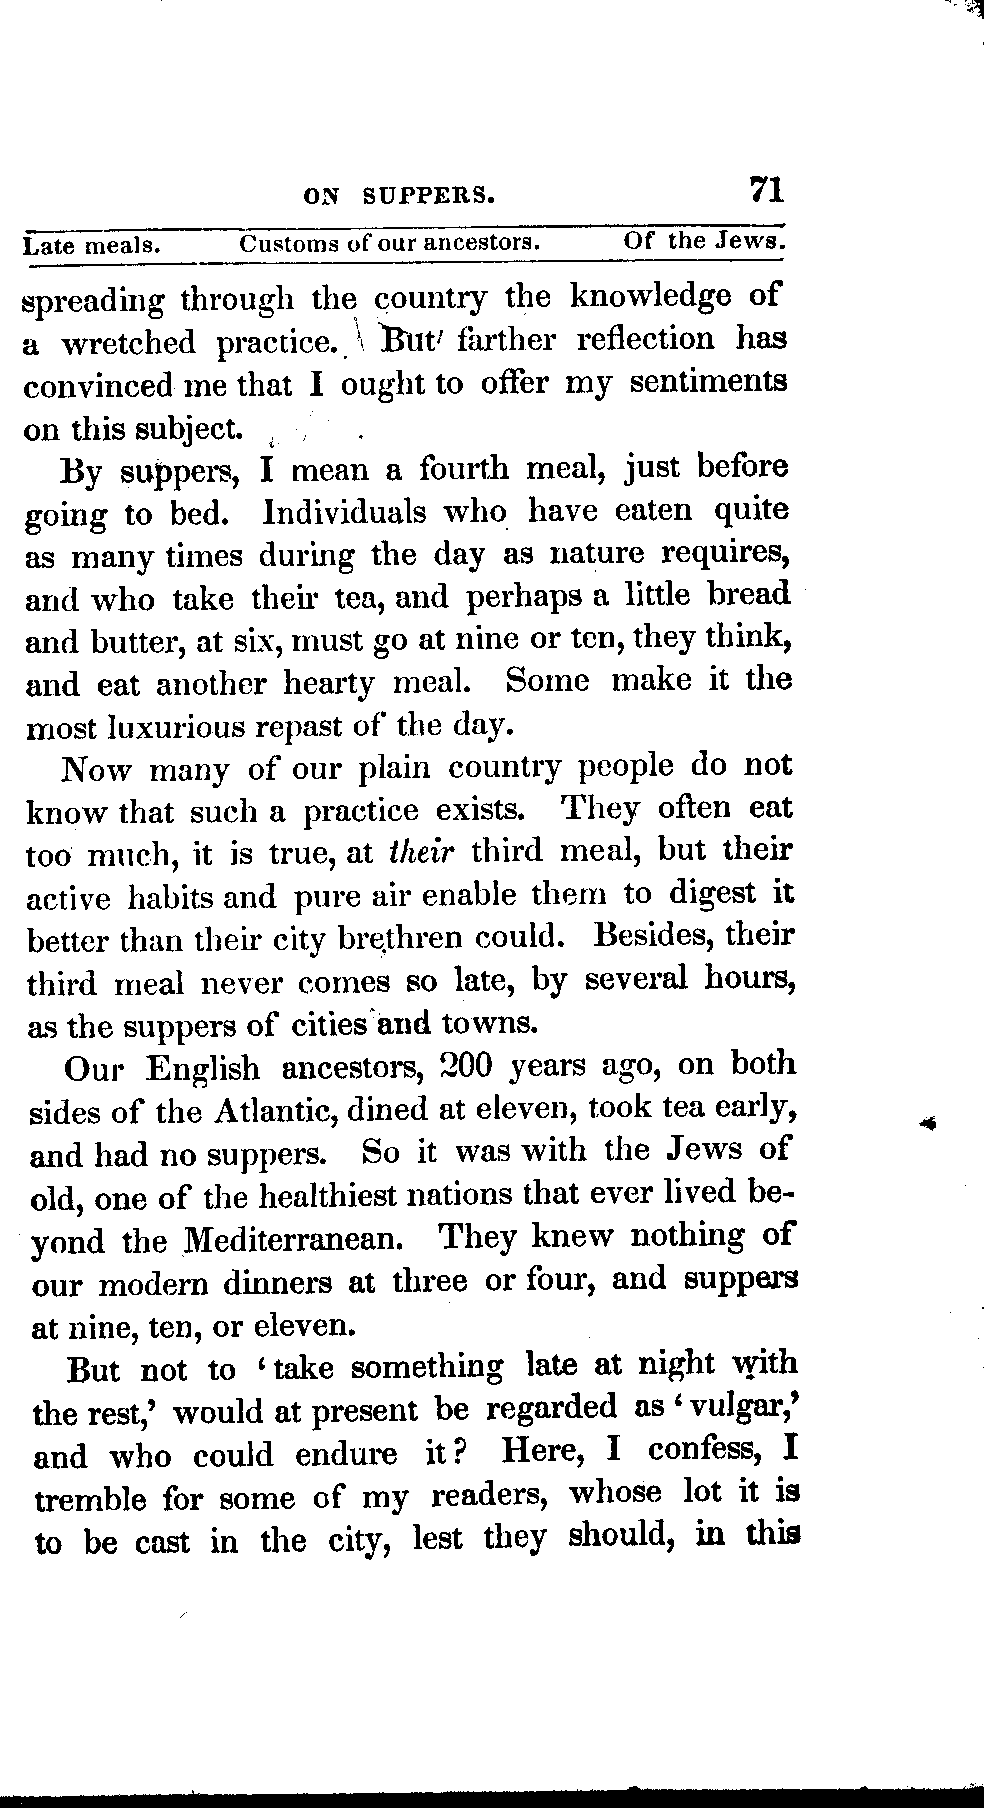 ON SUPPERS. 71
Late meals. Customs of our ancestors. Of the Jews.
spreading through the country the knowledge of
a wretched practice. But farther reflection has
convinced me that I ought to offer my sentiments
on this subject.
By suppers, I mean a fourth meal, just before
going to bed. Individuals who have eaten quite
as many times during the day as nature requires,
and who take their tea, and perhaps a little bread
and butter, at six, must go at nine or ten, they think,
and eat another hearty meal. Some make it the
most luxurious repast of the day.
Now many of our plain country people do not
know that such a practice exists. They often eat
too much, it is true, at their third meal, but their
active habits and pure air enable them to digest it
better than their city brethren could. Besides, their
third meal never comes so late, by several hours,
as the suppers of cities and towns.
Our English ancestors, 200 years ago, on both
sides of the Atlantic, dined at eleven, took tea early,
and had no suppers. So it was with the Jews of
old, one of the healthiest nations that ever lived be-
yond the Mediterranean. They knew nothing of
our modern dinners at three or four, and suppers
at nine, ten, or eleven.
But not to ‘take something late at night with
the rest,’ would at present be regarded as ‘vulgar,’
and who could endure it? Here, I confess, I
tremble for some of my readers, whose lot it is
to be cast in the city, lest they should, in this